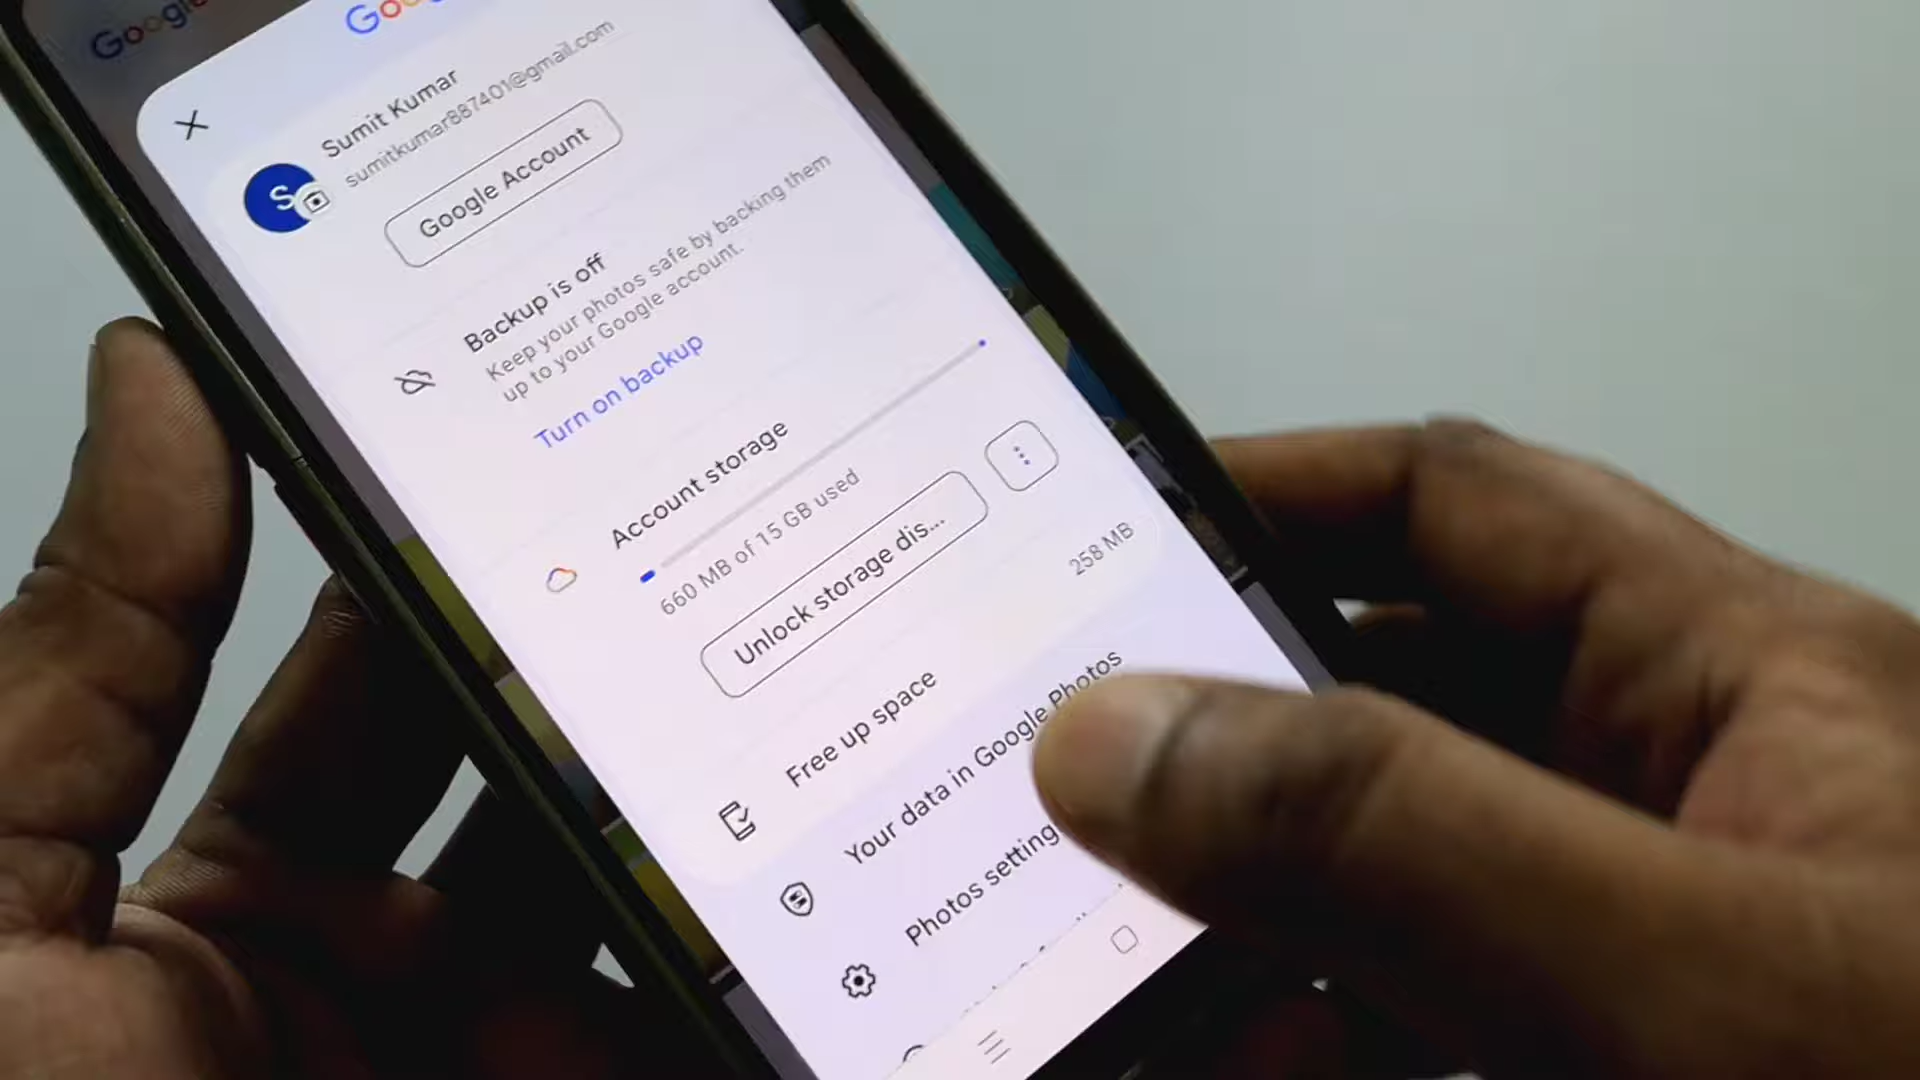 Google
Goo
Sumit Kumar
sumitkumar887401@gmail.com
S
Google Account
Backup is off
Keep your photos safe by backing them
up to your Google account.
Turn on backup
Account storage
660 MB of 15 GB used
Unlock storage dis...
Free up space
258 MB
Your data in Google Photos
Photos setting